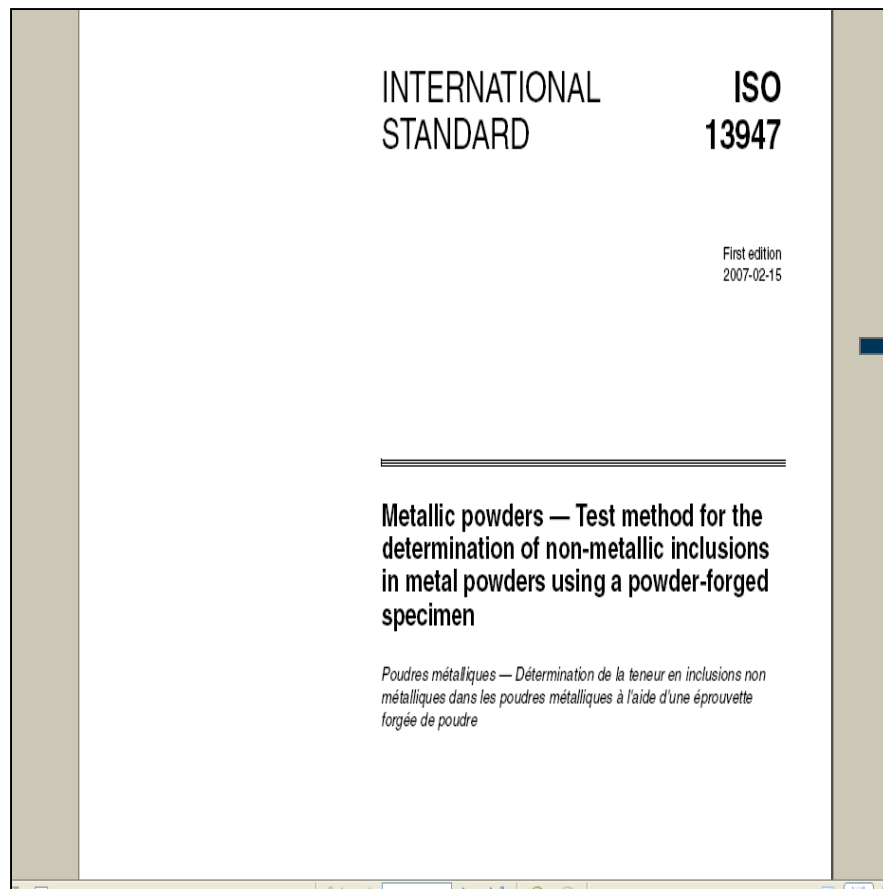 INTERNATIONAL STANDARD
ISO 13947
First edition
2007-02-15
Metallic powders — Test method for the
determination of non-metallic inclusions
in metal powders using a powder-forged
specimen
Poudres métalliques — Détermination de la teneur en inclusions non
métalliques dans les poudres métalliques à l'aide d'une éprouvette
forgée de poudre